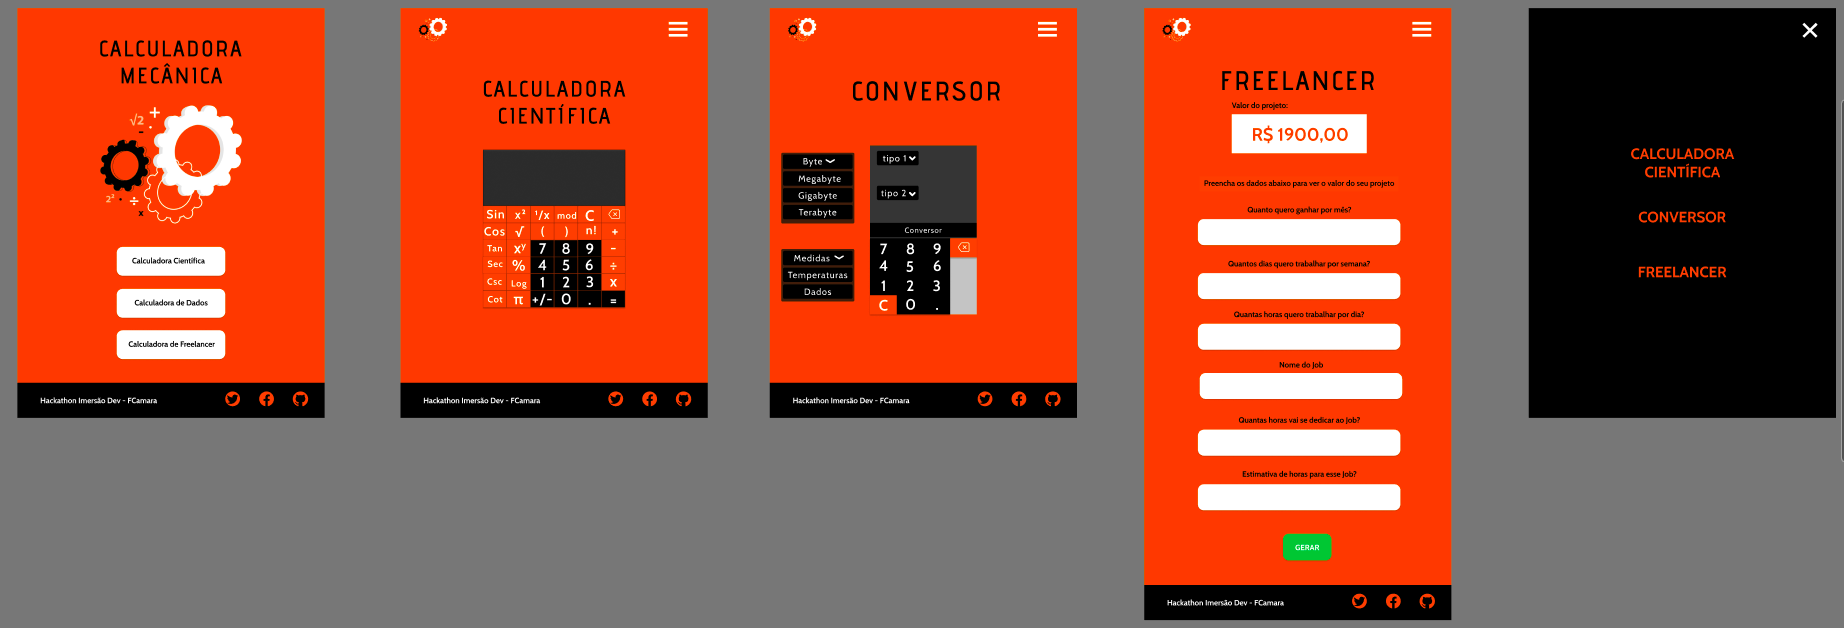 CALCULADORA
MECÂNICA
√2 + - .
2² · ÷
x
Calculadora Científica
Calculadora de Dados
Calculadora de Freelancer
Hackathon Imersão Dev - FCamara
CALCULADORA
CIENTÍFICA
Sin x² ¹/x mod C
Cos √ ( ) n! +
Tan xʸ 7 8 9 -
Sec % 4 5 6 ÷
Csc Log 1 2 3 x
Cot π +/- 0 . =
Hackathon Imersão Dev - FCamara
CONVERSOR
Byte
Megabyte
Gigabyte
Terabyte
Medidas
Temperaturas
Dados
tipo 1
tipo 2
Conversor
7 8 9
4 5 6
1 2 3
C 0 .
Hackathon Imersão Dev - FCamara
FREELANCER
Valor do projeto:
R$ 1900,00
Preencha os dados abaixo para ver o valor do seu projeto
Quanto quero ganhar por mês?
Quantos dias quero trabalhar por semana?
Quantas horas quero trabalhar por dia?
Nome do Job
Quantas horas vai se dedicar ao Job?
Estimativa de horas para esse Job?
GERAR
Hackathon Imersão Dev - FCamara
CALCULADORA
CIENTÍFICA
CONVERSOR
FREELANCER